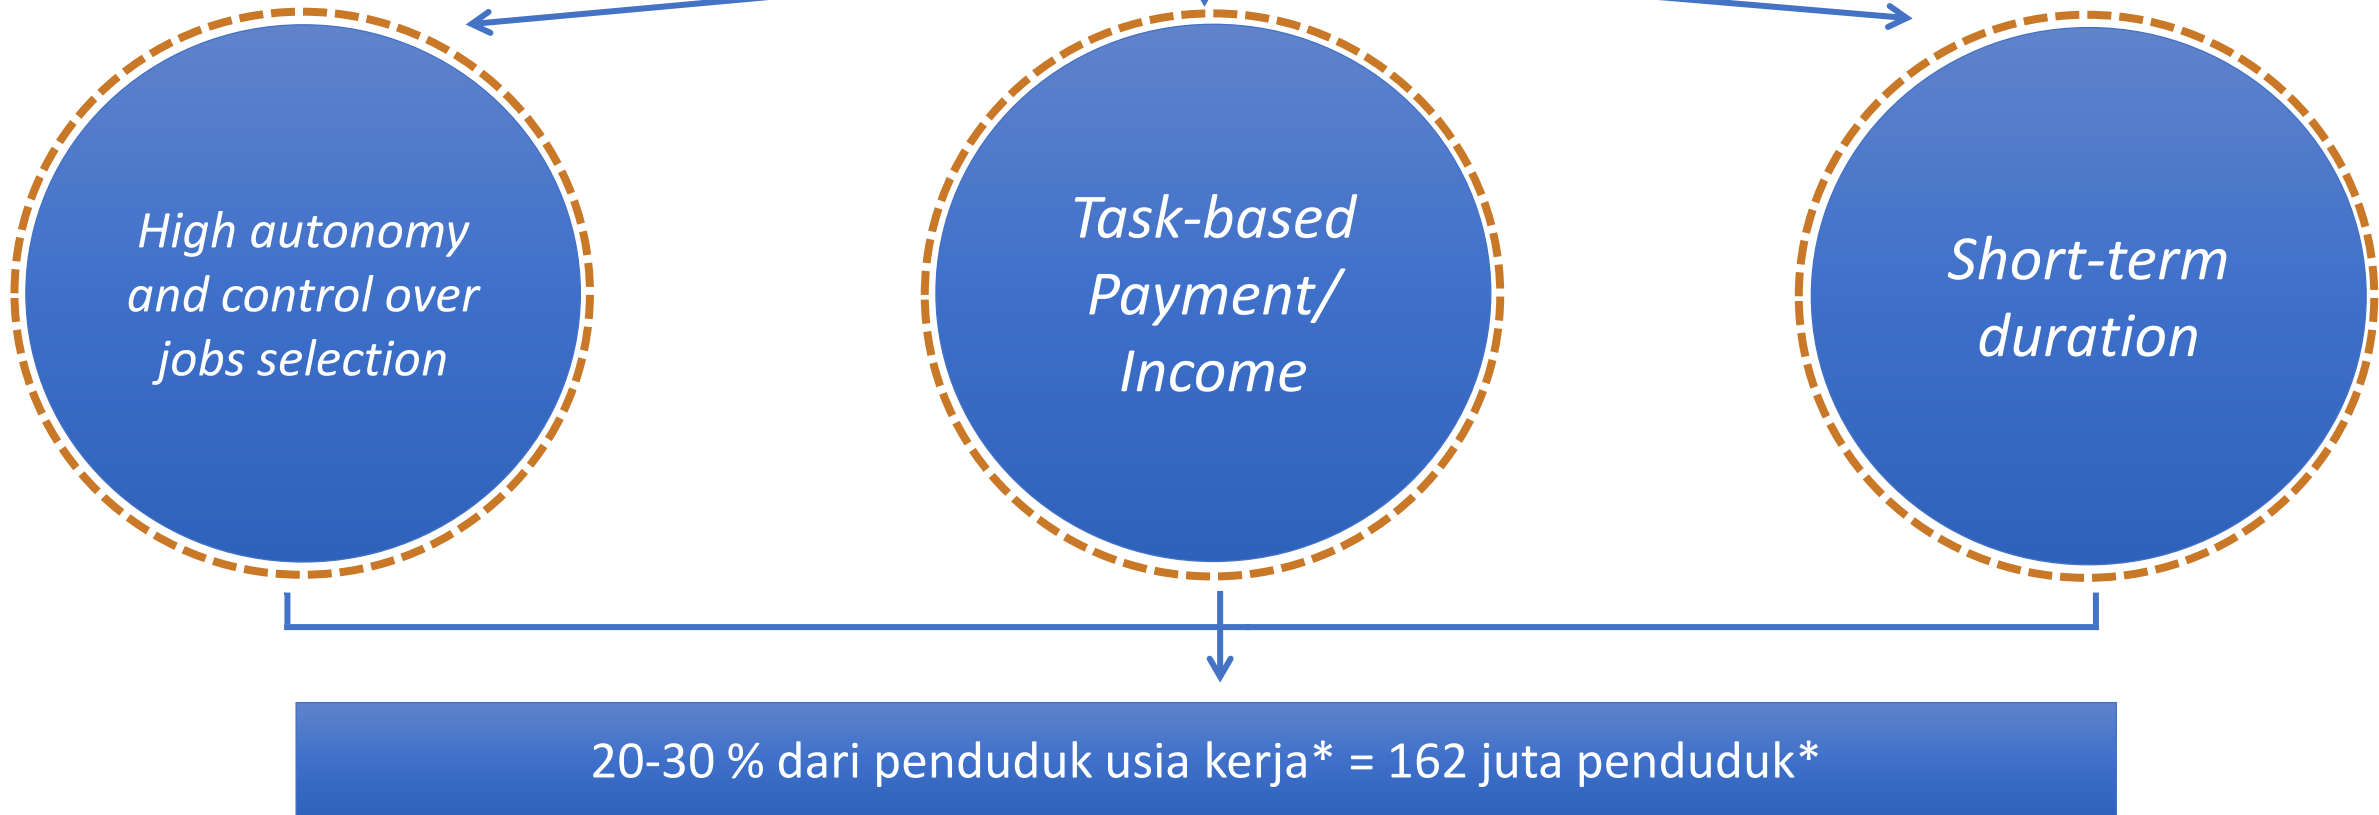 High autonomy
and control over
jobs selection
Task-based
Payment/
Income
Short-term
duration
20-30 % dari penduduk usia kerja* = 162 juta penduduk*